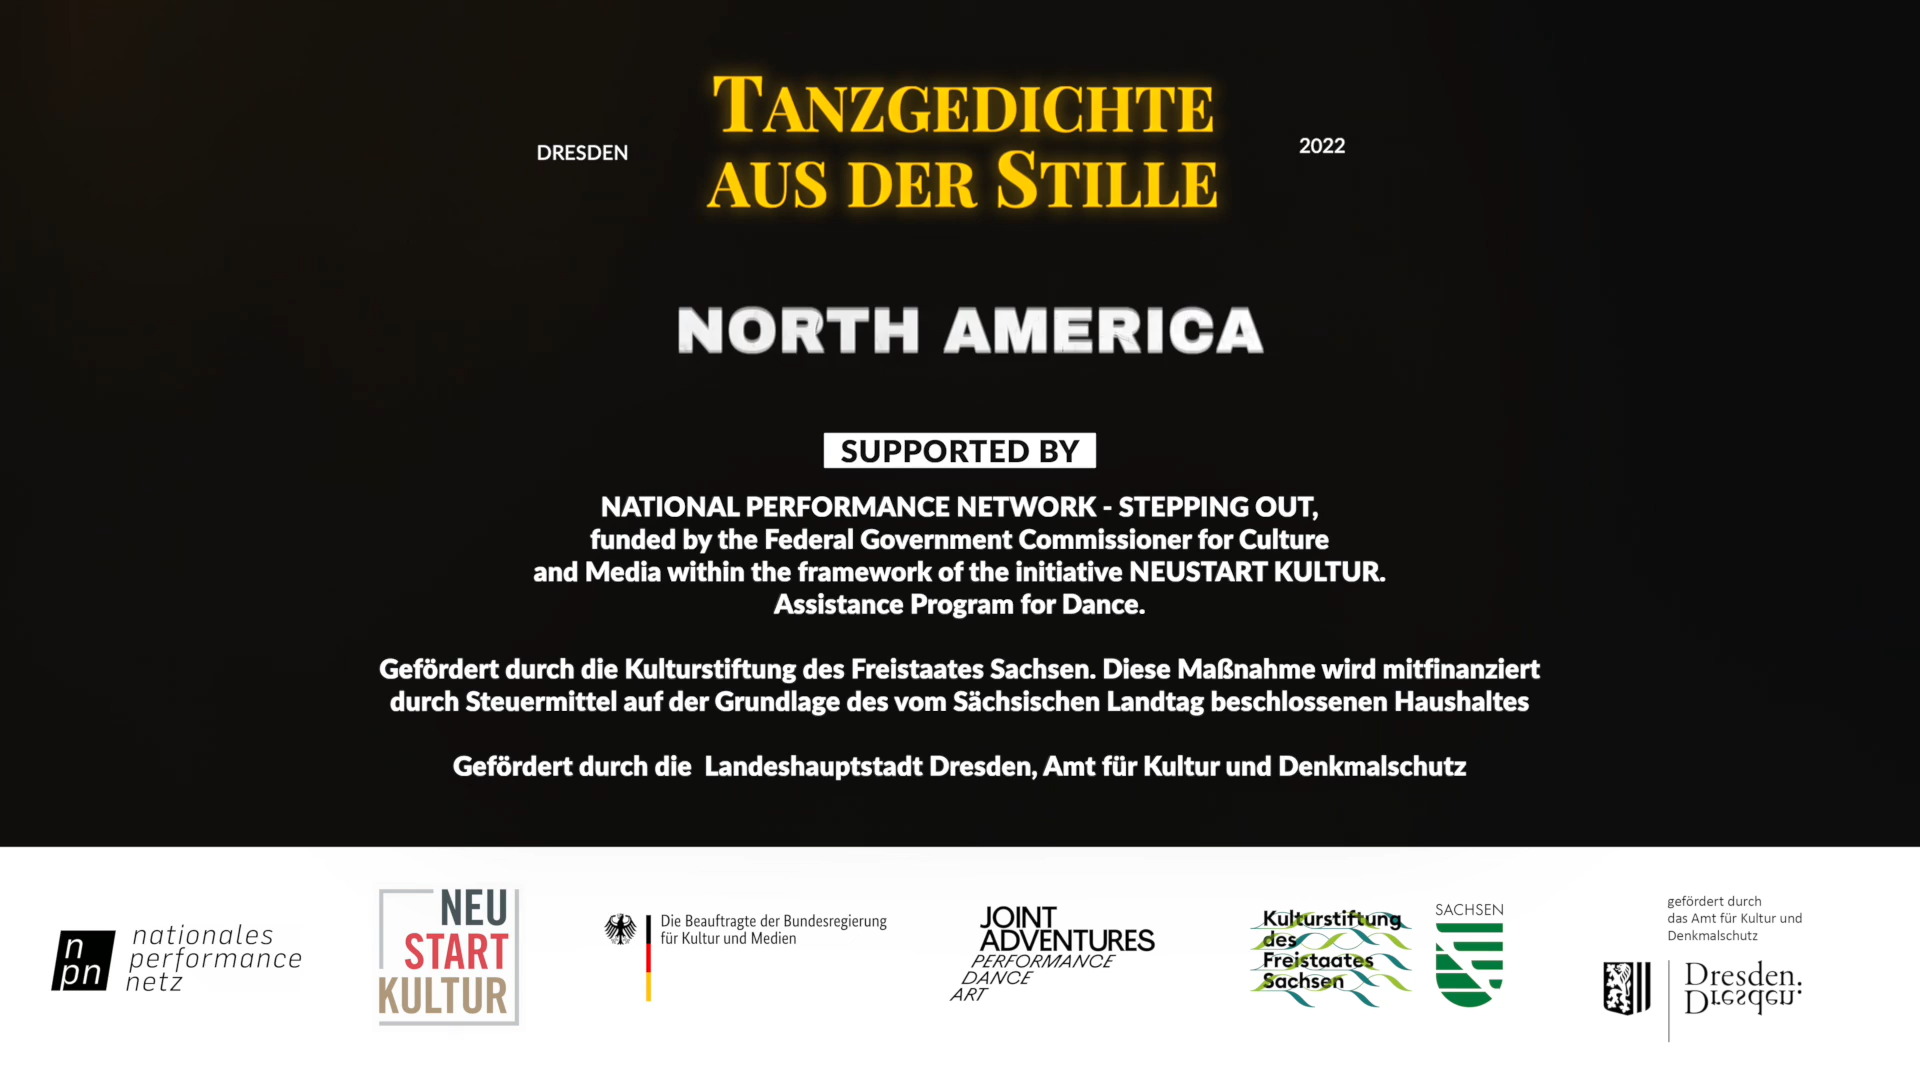 DRESDEN
TANZGEDICHTE
AUS DER STILLE
2022
NORTH AMERICA
SUPPORTED BY
NATIONAL PERFORMANCE NETWORK - STEPPING OUT,
funded by the Federal Government Commissioner for Culture
and Media within the framework of the initiative NEUSTART KULTUR.
Assistance Program for Dance.
Gefördert durch die Kulturstiftung des Freistaates Sachsen. Diese Maßnahme wird mitfinanziert
durch Steuermittel auf der Grundlage des vom Sächsischen Landtag beschlossenen Haushaltes
Gefördert durch die Landeshauptstadt Dresden, Amt für Kultur und Denkmalschutz
n
pn
nationales
performance
netz
NEU
START
KULTUR
Die Beauftragte der Bundesregierung
für Kultur und Medien
JOINT
ADVENTURES
PERFORMANCE
DANCE
ART
Kulturstiftung
des
Freistaates
Sachsen
SACHSEN
gefördert durch
das Amt für Kultur und
Denkmalschutz
Dresden.
Dresden.